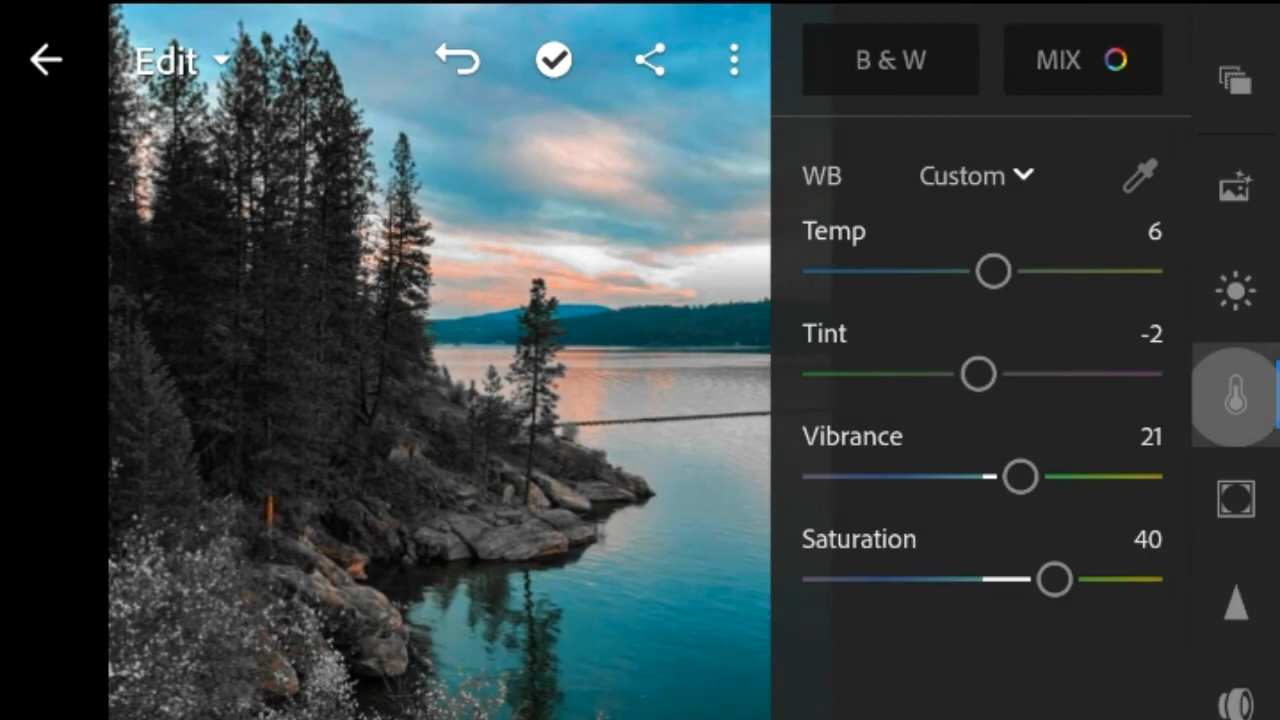 Edit
B & W
MIX
WB
Custom
Temp
6
Tint
-2
Vibrance
21
Saturation
40